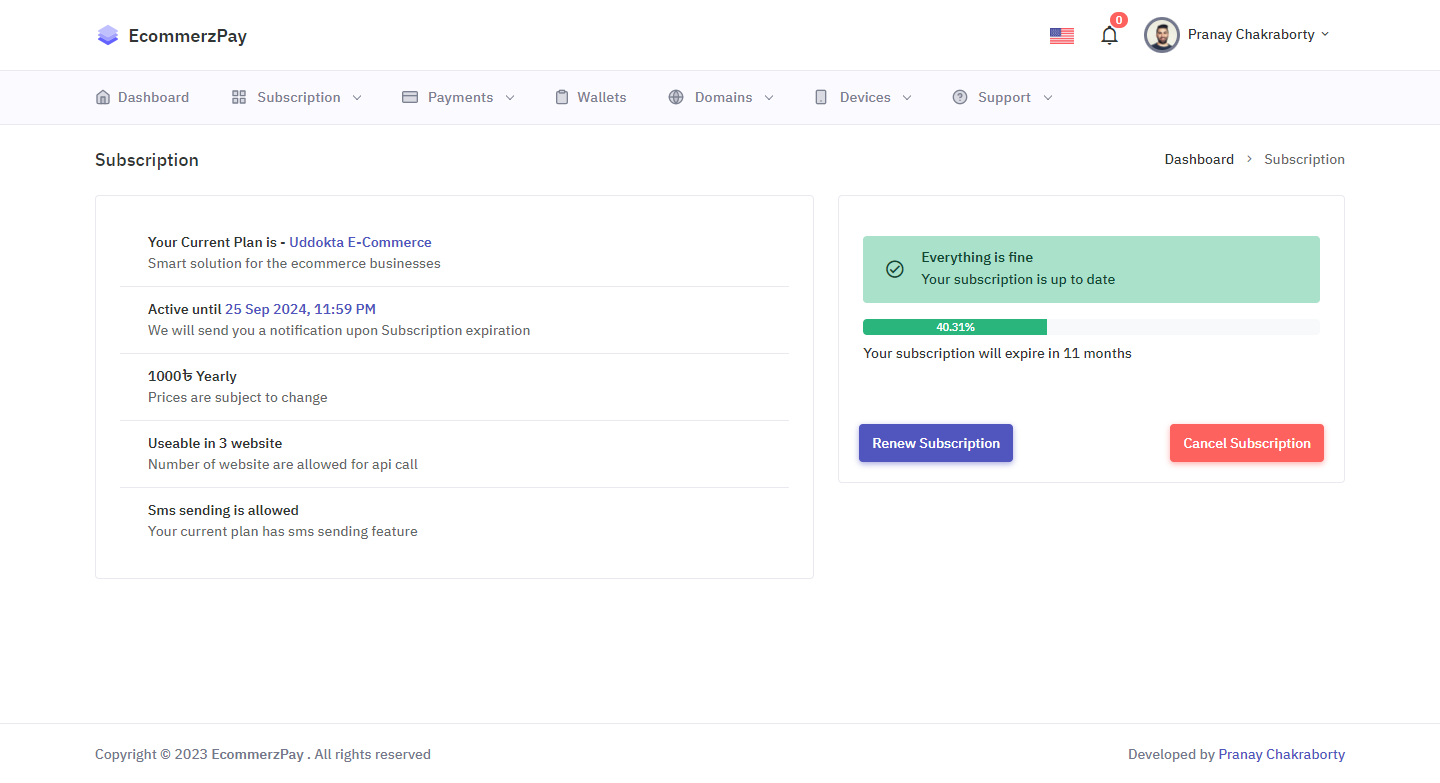 EcommerzPay
0
Pranay Chakraborty
Dashboard
Subscription
Payments
Wallets
Domains
Devices
Support
Subscription
Dashboard > Subscription
Your Current Plan is - Uddokta E-Commerce
Smart solution for the ecommerce businesses
Active until 25 Sep 2024, 11:59 PM
We will send you a notification upon Subscription expiration
1000৳ Yearly
Prices are subject to change
Useable in 3 website
Number of website are allowed for api call
Sms sending is allowed
Your current plan has sms sending feature
Everything is fine
Your subscription is up to date
40.31%
Your subscription will expire in 11 months
Renew Subscription
Cancel Subscription
Copyright © 2023 EcommerzPay . All rights reserved
Developed by Pranay Chakraborty